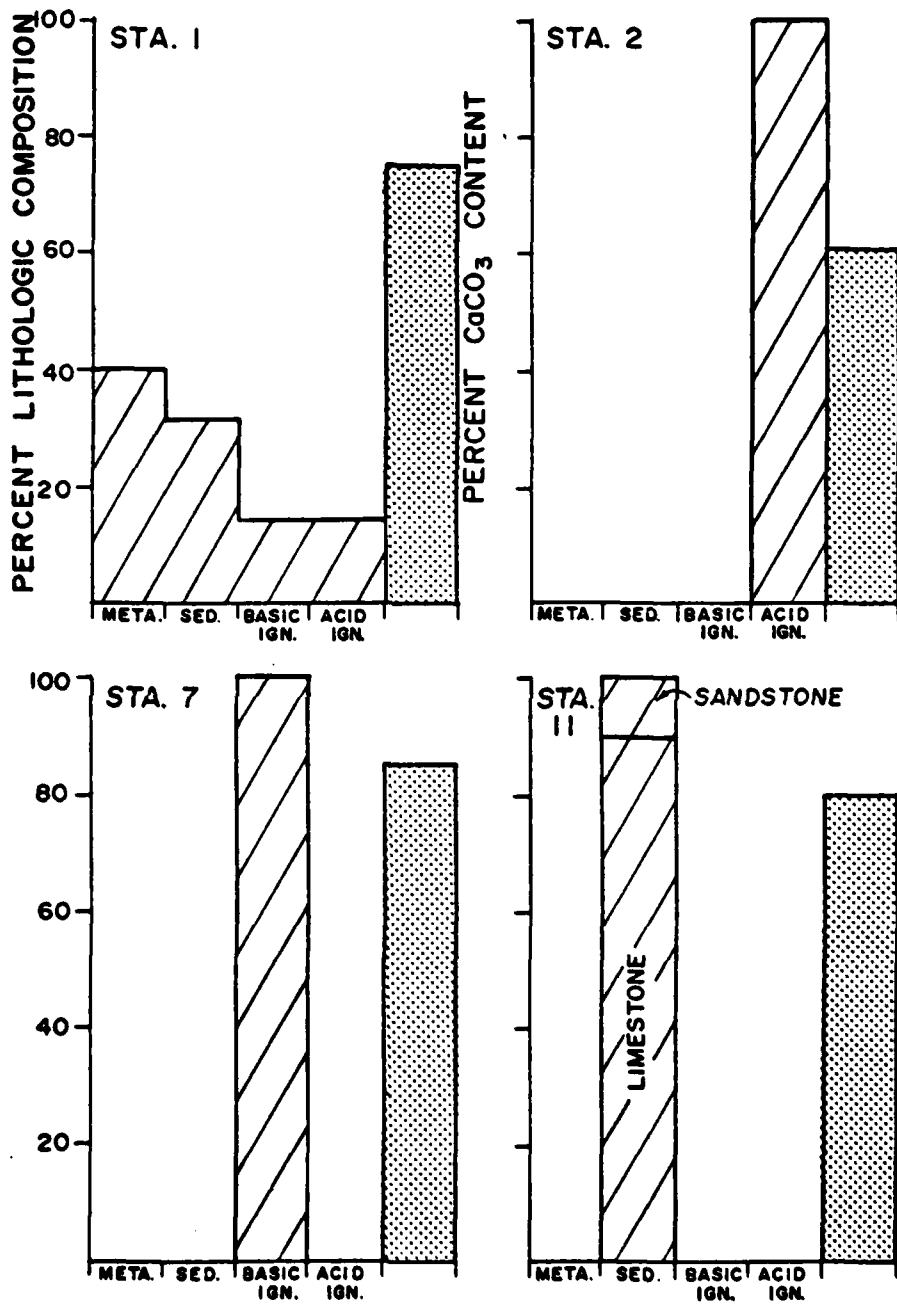 PERCENT LITHOLOGIC COMPOSITION
100
80
60
40
20
STA. 1
META. SED. BASIC IGN. ACID IGN.
PERCENT CaCO3 CONTENT
STA. 2
META. SED. BASIC IGN. ACID IGN.
100
80
60
40
20
STA. 7
META. SED. BASIC IGN. ACID IGN.
STA. 11
SANDSTONE
LIMESTONE
META. SED. BASIC IGN. ACID IGN.